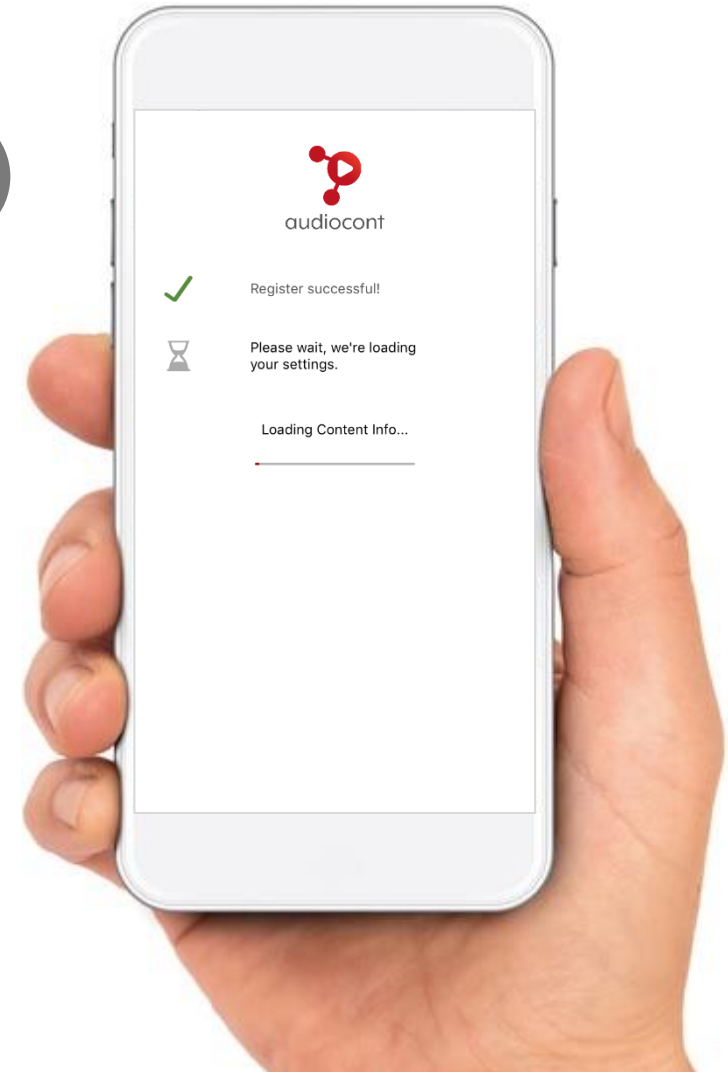 audiocont
Register successful!
Please wait, we're loading
your settings.
Loading Content Info...